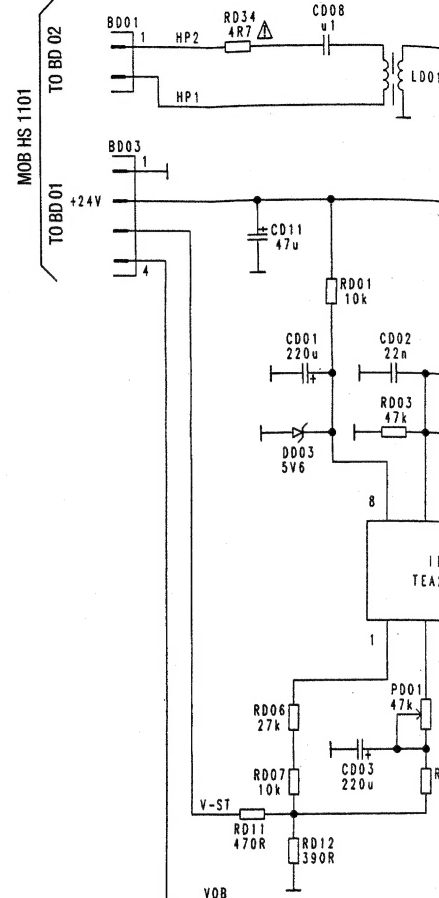 BD01
1
HP2
RD34
4R7
CD08
u1
TO BD 02
HP1
LD01
MOB HS 1101
BD03
1
TO BD 01
+24V
4
+
CD11
47u
RD01
10k
CD01
220u
+
CD02
22n
RD03
47k
DD03
5V6
8
TEA
1
PD01
47k
RD06
27k
CD03
220u
+
RD07
10k
R
V-ST
RD11
470R
RD12
390R
VOB